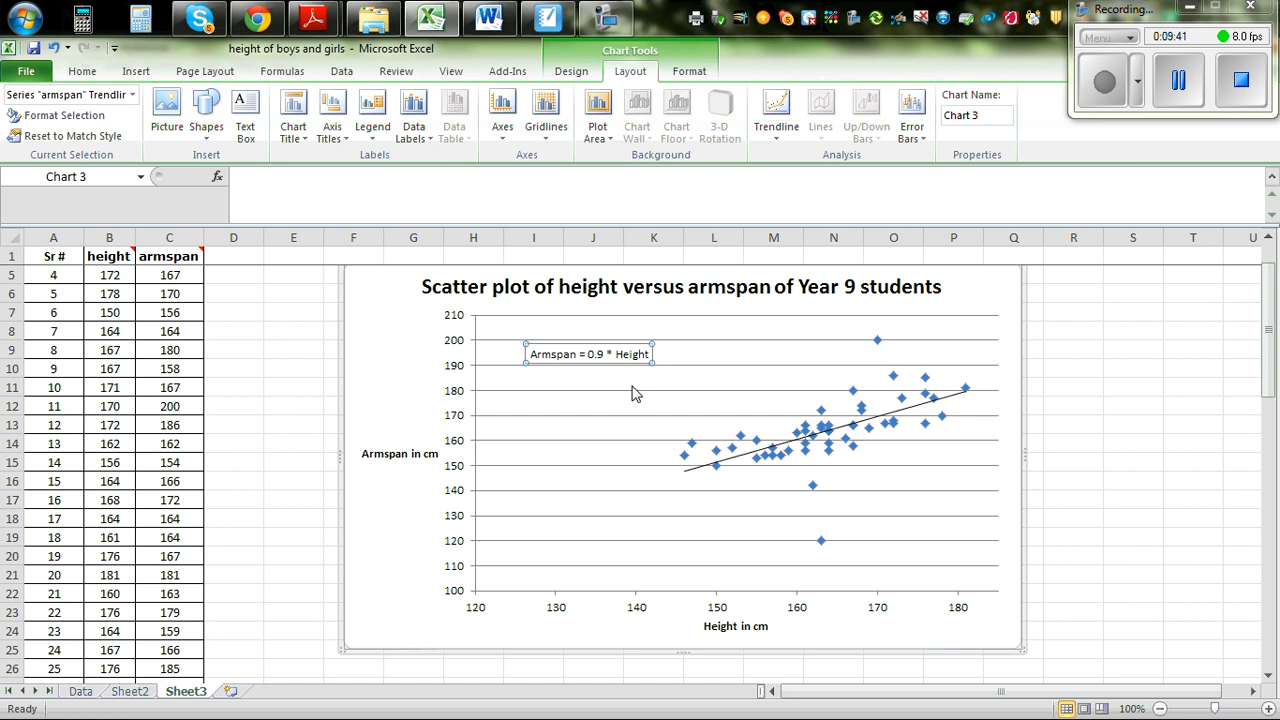 Recording...
Menu
0:09:41
8.0 fps
height of boys and girls - Microsoft Excel
Chart Tools
File
Home
Insert
Page Layout
Formulas
Data
Review
View
Add-Ins
Design
Layout
Format
Series "armspan" Trendlir
Format Selection
Reset to Match Style
Current Selection
Picture
Shapes
Text Box
Insert
Chart Title
Axis Titles
Legend
Data Labels
Data Table
Labels
Axes
Gridlines
Axes
Plot Area
Chart Wall
Chart Floor
3-D Rotation
Background
Trendline
Lines
Up/Down Bars
Error Bars
Analysis
Chart Name:
Chart 3
Properties
Chart 3
fx
A B C D E F G H I J K L M N O P Q R S T U
1 Sr # height armspan
5 4 172 167
6 5 178 170
7 6 150 156
8 7 164 164
9 8 167 180
10 9 167 158
11 10 171 167
12 11 170 200
13 12 172 186
14 13 162 162
15 14 156 154
16 15 164 166
17 16 168 172
18 17 164 164
19 18 161 164
20 19 176 167
21 20 181 181
22 21 160 163
23 22 176 179
24 23 164 159
25 24 167 166
26 25 176 185
Scatter plot of height versus armspan of Year 9 students
Armspan = 0.9 * Height
210
200
190
180
170
160
150
140
130
120
110
100
Armspan in cm
120 130 140 150 160 170 180
Height in cm
Data
Sheet2
Sheet3
Ready
100%